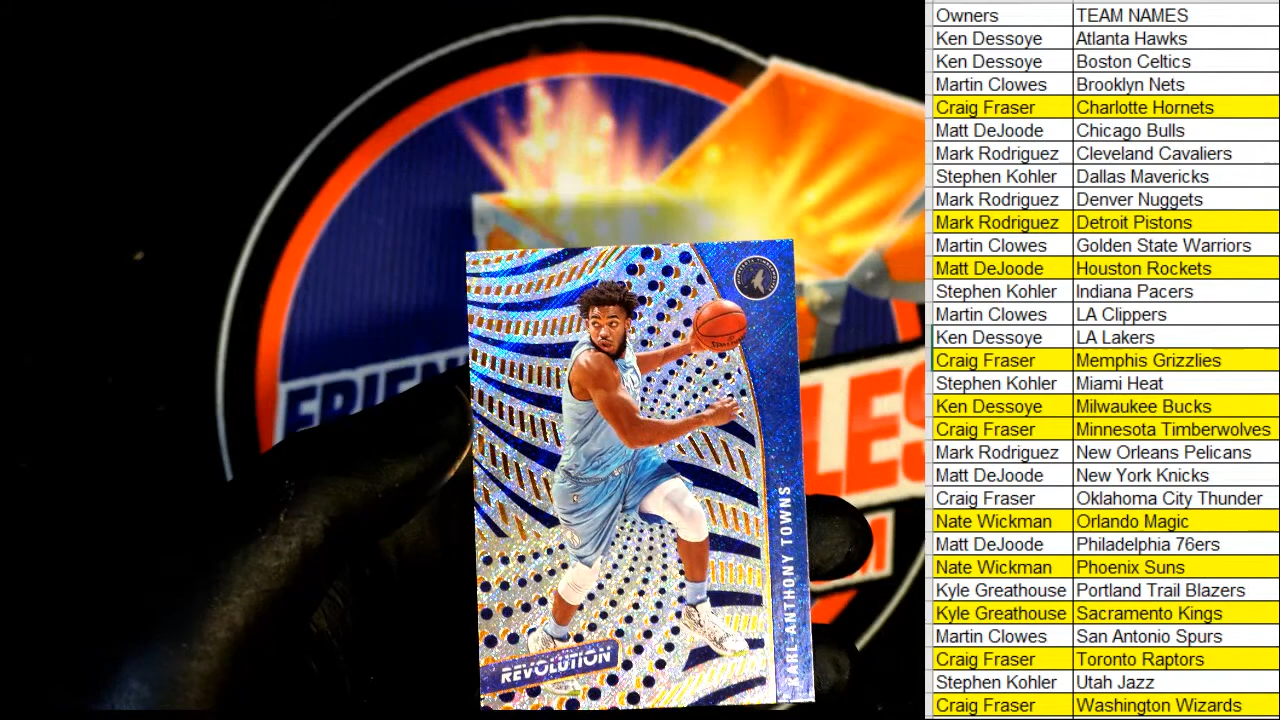 Owners TEAM NAMES
Ken Dessoye Atlanta Hawks
Ken Dessoye Boston Celtics
Martin Clowes Brooklyn Nets
Craig Fraser Charlotte Hornets
Matt DeJoode Chicago Bulls
Mark Rodriguez Cleveland Cavaliers
Stephen Kohler Dallas Mavericks
Mark Rodriguez Denver Nuggets
Mark Rodriguez Detroit Pistons
Martin Clowes Golden State Warriors
Matt DeJoode Houston Rockets
Stephen Kohler Indiana Pacers
Martin Clowes LA Clippers
Ken Dessoye LA Lakers
Craig Fraser Memphis Grizzlies
Stephen Kohler Miami Heat
Ken Dessoye Milwaukee Bucks
Craig Fraser Minnesota Timberwolves
Mark Rodriguez New Orleans Pelicans
Matt DeJoode New York Knicks
Craig Fraser Oklahoma City Thunder
Nate Wickman Orlando Magic
Matt DeJoode Philadelphia 76ers
Nate Wickman Phoenix Suns
Kyle Greathouse Portland Trail Blazers
Kyle Greathouse Sacramento Kings
Martin Clowes San Antonio Spurs
Craig Fraser Toronto Raptors
Stephen Kohler Utah Jazz
Craig Fraser Washington Wizards
KARL-ANTHONY TOWNS
REVOLUTION